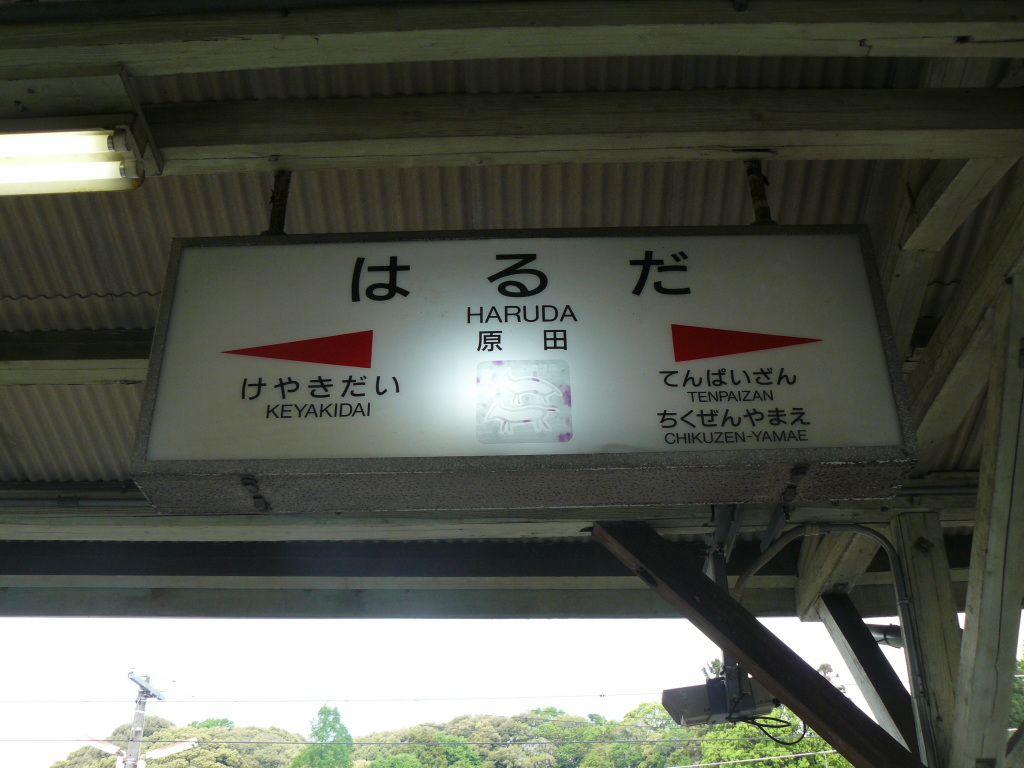 はるだ
HARUDA
原田
けやきだい
KEYAKIDAI
てんぱいざん
TENPAIZAN
ちくぜんやまえ
CHIKUZEN-YAMAE